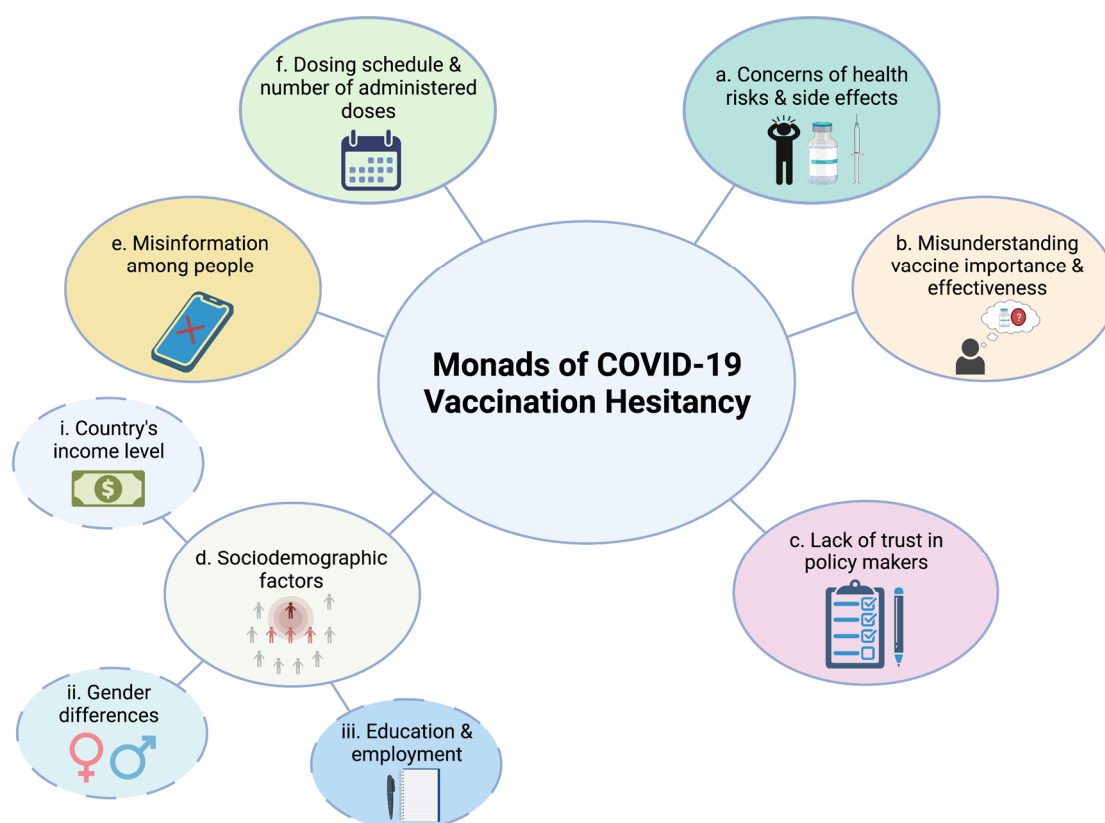 Monads of COVID-19
Vaccination Hesitancy
a. Concerns of health
risks & side effects
b. Misunderstanding
vaccine importance &
effectiveness
?
c. Lack of trust in
policy makers
d. Sociodemographic
factors
i. Country's
income level
$
ii. Gender
differences
iii. Education &
employment
e. Misinformation
among people
f. Dosing schedule &
number of administered
doses